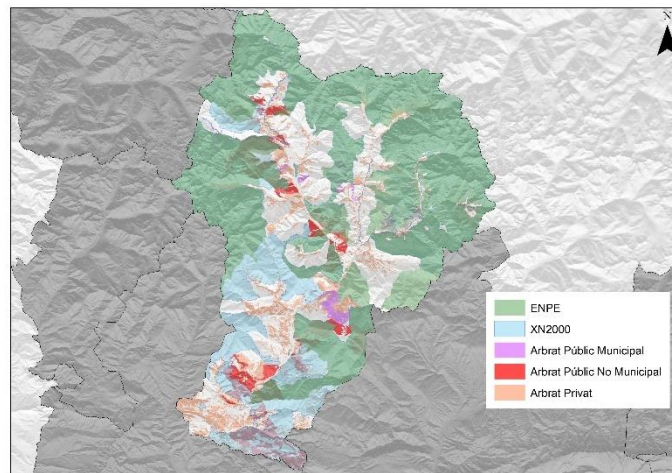 N
ENPE
XN2000
Arbrat Públic Municipal
Arbrat Públic No Municipal
Arbrat Privat